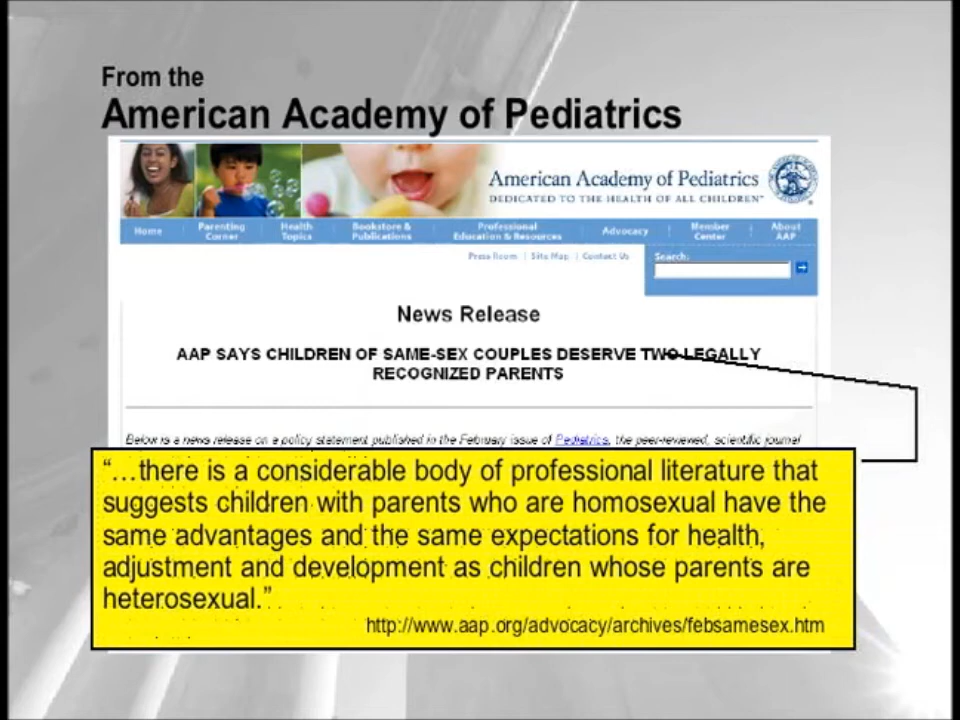 From the
American Academy of Pediatrics
American Academy of Pediatrics
DEDICATED TO THE HEALTH OF ALL CHILDREN™
Home
Parenting
Corner
Health
Topics
Bookstore &
Publications
Professional
Education & Resources
Advocacy
Member
Center
About
AAP
Press Room | Site Map | Contact Us
Search:
News Release
AAP SAYS CHILDREN OF SAME-SEX COUPLES DESERVE TWO LEGALLY
RECOGNIZED PARENTS
Below is a news release on a policy statement published in the February issue of Pediatrics, the peer-reviewed, scientific journal
“…there is a considerable body of professional literature that
suggests children with parents who are homosexual have the
same advantages and the same expectations for health,
adjustment and development as children whose parents are
heterosexual.”
http://www.aap.org/advocacy/archives/febsamesex.htm